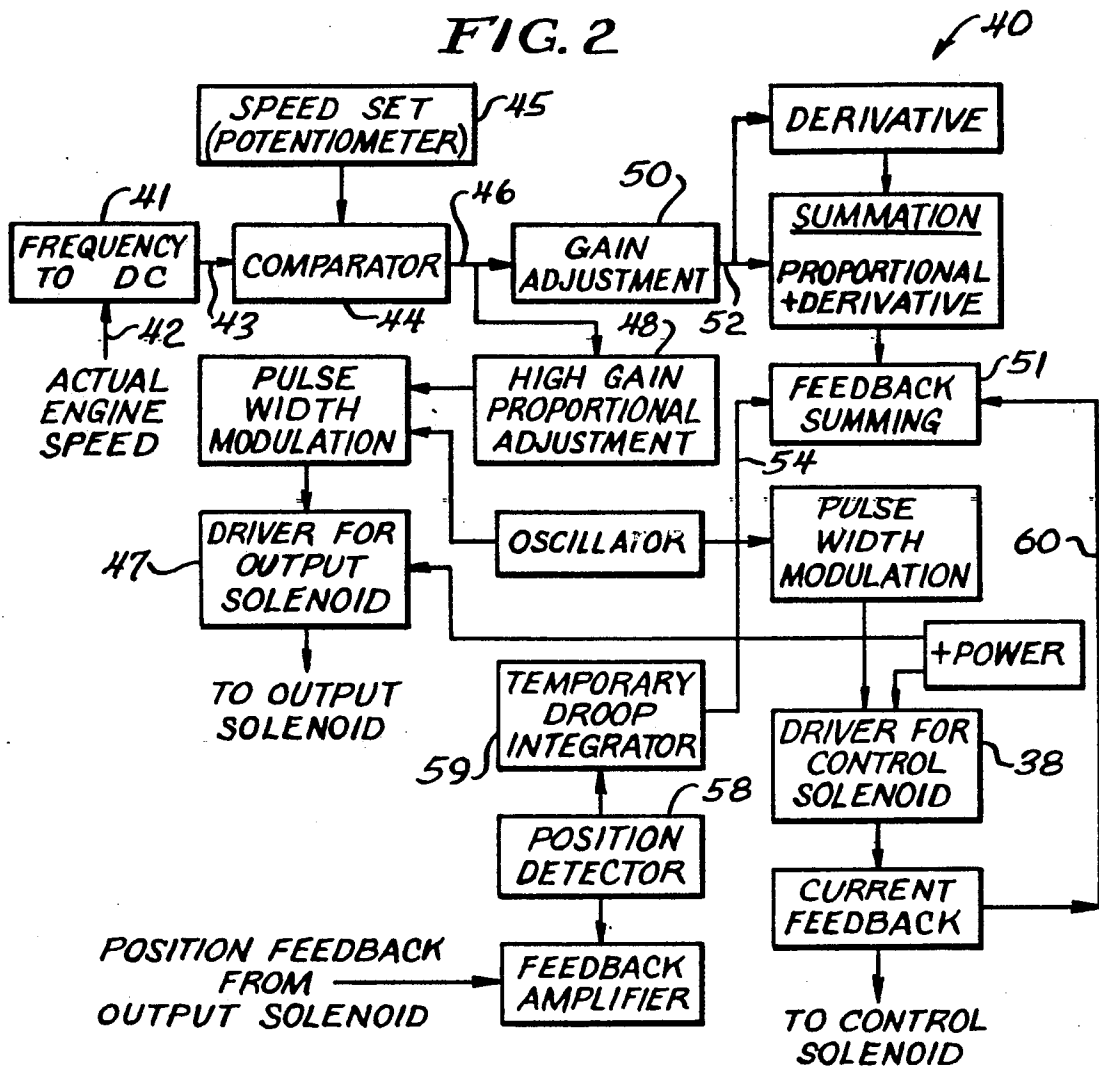 FIG. 2
40
SPEED SET
(POTENTIOMETER)
45
DERIVATIVE
41
FREQUENCY
TO DC
42
43
COMPARATOR
44
46
50
GAIN
ADJUSTMENT
52
SUMMATION
PROPORTIONAL
+DERIVATIVE
ACTUAL
ENGINE
SPEED
PULSE
WIDTH
MODULATION
48
HIGH GAIN
PROPORTIONAL
ADJUSTMENT
51
FEEDBACK
SUMMING
54
47
DRIVER FOR
OUTPUT
SOLENOID
OSCILLATOR
PULSE
WIDTH
MODULATION
60
+POWER
TO OUTPUT
SOLENOID
TEMPORARY
DROOP
INTEGRATOR
59
DRIVER FOR
CONTROL
SOLENOID
38
58
POSITION
DETECTOR
CURRENT
FEEDBACK
POSITION FEEDBACK
FROM
OUTPUT SOLENOID
FEEDBACK
AMPLIFIER
TO CONTROL
SOLENOID